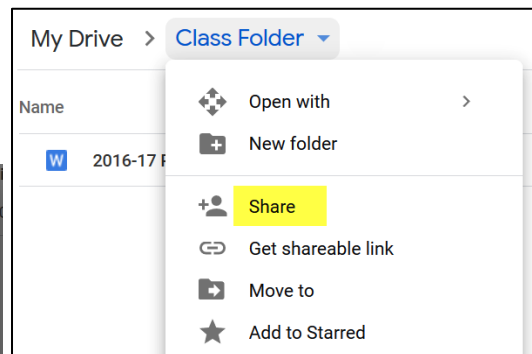 My Drive > Class Folder
Name
Open with >
New folder
W 2016-17
Share
Get shareable link
Move to
Add to Starred